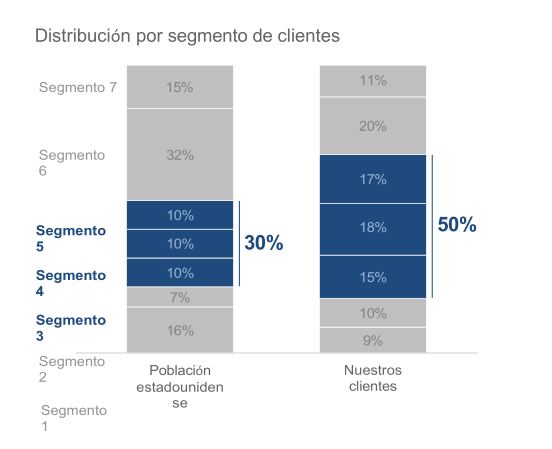 Distribución por segmento de clientes
Segmento 7
15%
11%
Segmento
6
32%
20%
Segmento
5
10%
17%
Segmento
4
10%
30%
18%
50%
Segmento
3
10%
15%
Segmento
2
7%
10%
Segmento
1
16%
9%
Población
estadouniden
se
Nuestros
clientes